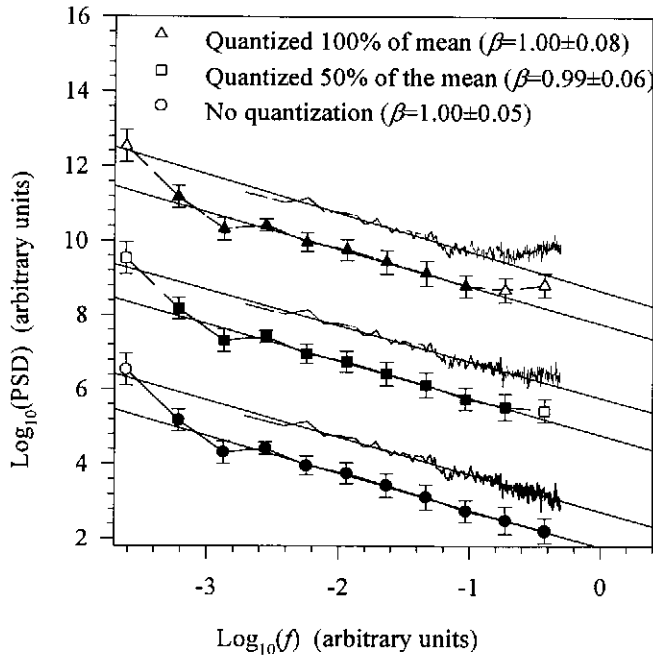 16
14
12
10
8
6
4
2
Log10(PSD) (arbitrary units)
Quantized 100% of mean (β=1.00±0.08)
Quantized 50% of the mean (β=0.99±0.06)
No quantization (β=1.00±0.05)
-3 -2 -1 0
Log10(f) (arbitrary units)